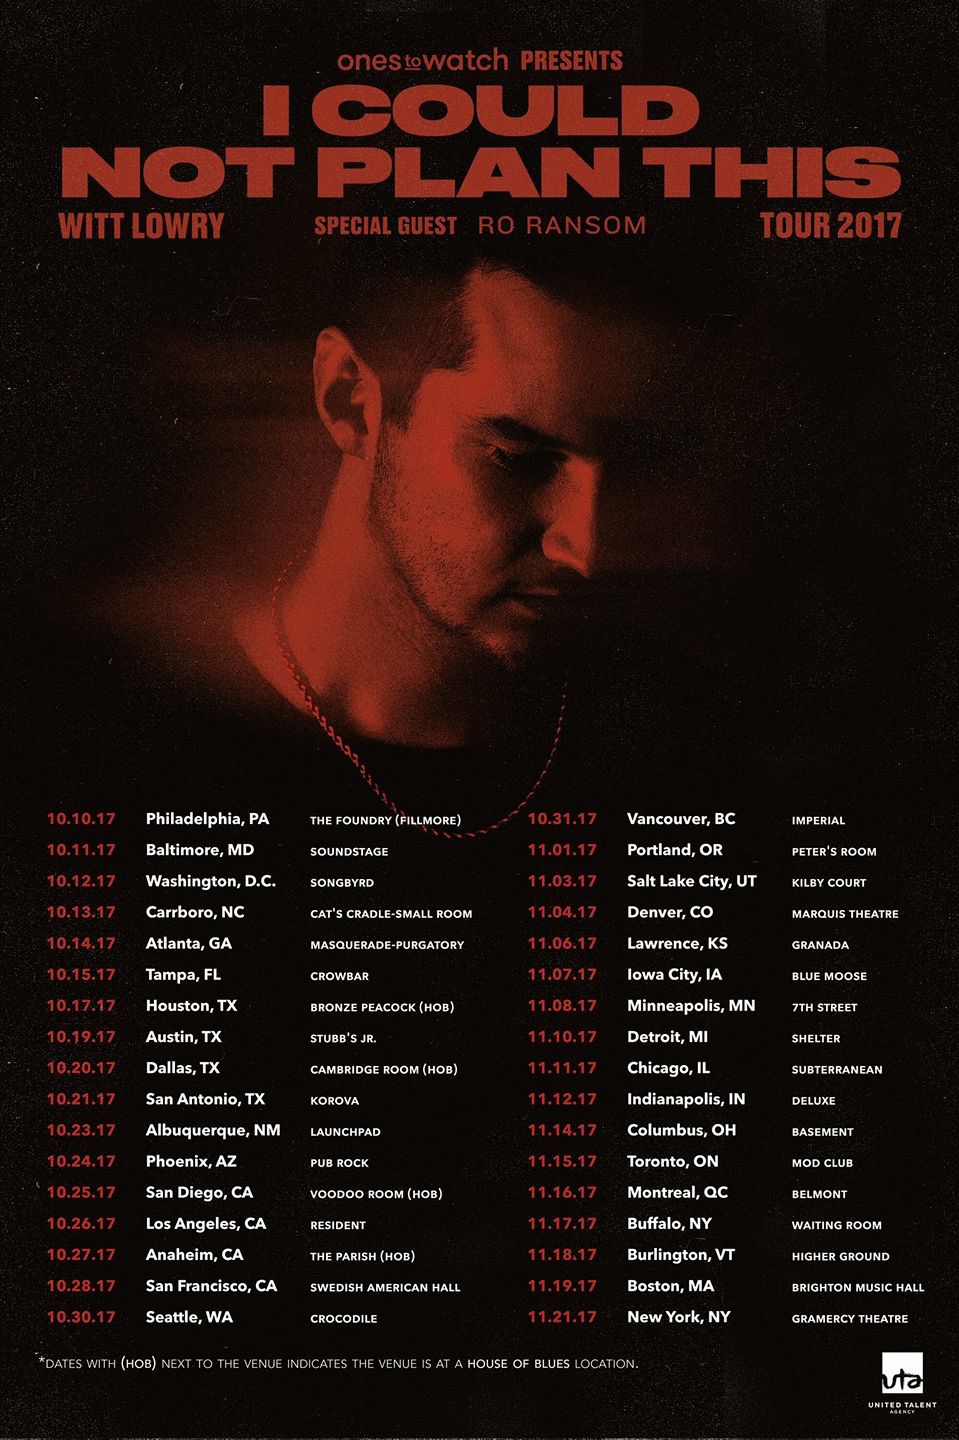 onestowatch PRESENTS
I COULD
NOT PLAN THIS
WITT LOWRY SPECIAL GUEST RO RANSOM TOUR 2017
10.10.17 Philadelphia, PA THE FOUNDRY (FILLMORE)
10.11.17 Baltimore, MD SOUNDSTAGE
10.12.17 Washington, D.C. SONGBYRD
10.13.17 Carrboro, NC CAT'S CRADLE-SMALL ROOM
10.14.17 Atlanta, GA MASQUERADE-PURGATORY
10.15.17 Tampa, FL CROWBAR
10.17.17 Houston, TX BRONZE PEACOCK (HOB)
10.19.17 Austin, TX STUBB'S JR.
10.20.17 Dallas, TX CAMBRIDGE ROOM (HOB)
10.21.17 San Antonio, TX KOROVA
10.23.17 Albuquerque, NM LAUNCHPAD
10.24.17 Phoenix, AZ PUB ROCK
10.25.17 San Diego, CA VOODOO ROOM (HOB)
10.26.17 Los Angeles, CA RESIDENT
10.27.17 Anaheim, CA THE PARISH (HOB)
10.28.17 San Francisco, CA SWEDISH AMERICAN HALL
10.30.17 Seattle, WA CROCODILE
10.31.17 Vancouver, BC IMPERIAL
11.01.17 Portland, OR PETER'S ROOM
11.03.17 Salt Lake City, UT KILBY COURT
11.04.17 Denver, CO MARQUIS THEATRE
11.06.17 Lawrence, KS GRANADA
11.07.17 Iowa City, IA BLUE MOOSE
11.08.17 Minneapolis, MN 7TH STREET
11.10.17 Detroit, MI SHELTER
11.11.17 Chicago, IL SUBTERRANEAN
11.12.17 Indianapolis, IN DELUXE
11.14.17 Columbus, OH BASEMENT
11.15.17 Toronto, ON MOD CLUB
11.16.17 Montreal, QC BELMONT
11.17.17 Buffalo, NY WAITING ROOM
11.18.17 Burlington, VT HIGHER GROUND
11.19.17 Boston, MA BRIGHTON MUSIC HALL
11.21.17 New York, NY GRAMERCY THEATRE
*DATES WITH (HOB) NEXT TO THE VENUE INDICATES THE VENUE IS AT A HOUSE OF BLUES LOCATION.
uta
UNITED TALENT
AGENCY